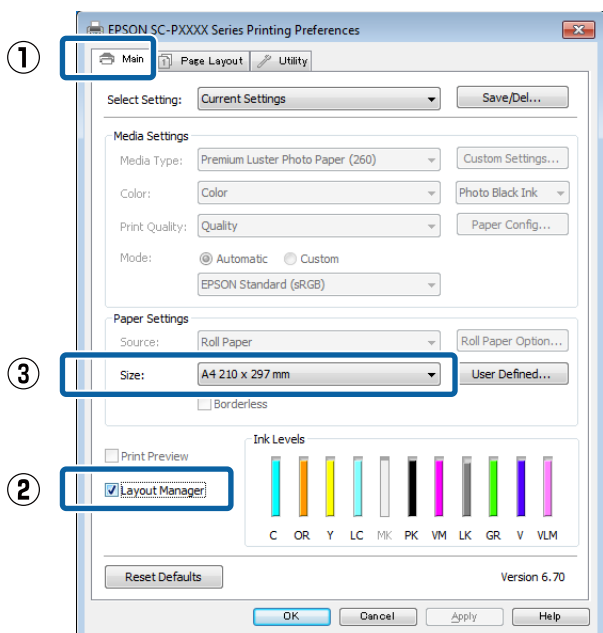 EPSON SC-PXXXX Series Printing Preferences
① Main Page Layout Utility
Select Setting: Current Settings Save/Del...
Media Settings
Media Type: Premium Luster Photo Paper (260) Custom Settings...
Color: Color Photo Black Ink
Print Quality: Quality Paper Config...
Mode: Automatic Custom
EPSON Standard (sRGB)
Paper Settings
Source: Roll Paper Roll Paper Option...
③ Size: A4 210 x 297 mm User Defined...
Borderless
Ink Levels
Print Preview
② Layout Manager
C OR Y LC MK PK VM LK GR V VLM
Reset Defaults Version 6.70
OK Cancel Apply Help